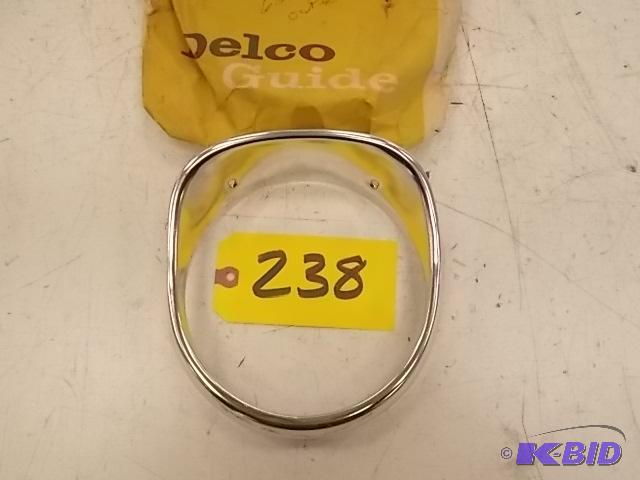 Delco
Guide
238
© K-BID